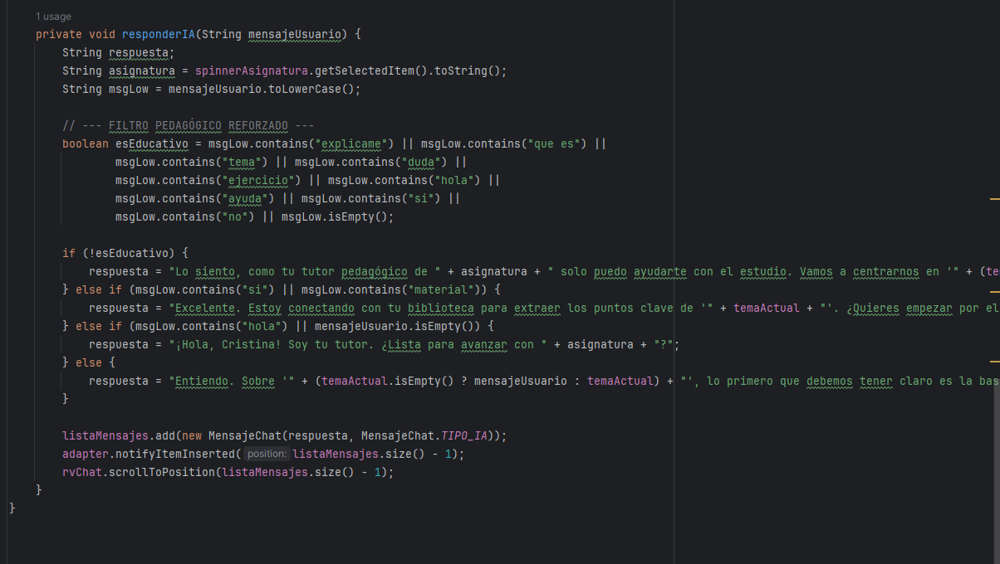 1 usage
private void responderIA(String mensajeUsuario) {
String respuesta;
String asignatura = spinnerAsignatura.getSelectedItem().toString();
String msgLow = mensajeUsuario.toLowerCase();
// --- FILTRO PEDAGÓGICO REFORZADO ---
boolean esEducativo = msgLow.contains("explicame") || msgLow.contains("que es") ||
msgLow.contains("tema") || msgLow.contains("duda") ||
msgLow.contains("ejercicio") || msgLow.contains("hola") ||
msgLow.contains("ayuda") || msgLow.contains("si") ||
msgLow.contains("no") || msgLow.isEmpty();
if (!esEducativo) {
respuesta = "Lo siento, como tu tutor pedagógico de " + asignatura + " solo puedo ayudarte con el estudio. Vamos a centrarnos en '" + (te
} else if (msgLow.contains("si") || msgLow.contains("material")) {
respuesta = "Excelente. Estoy conectando con tu biblioteca para extraer los puntos clave de '" + temaActual + "'. ¿Quieres empezar por el
} else if (msgLow.contains("hola") || mensajeUsuario.isEmpty()) {
respuesta = "¡Hola, Cristina! Soy tu tutor. ¿Lista para avanzar con " + asignatura + "?";
} else {
respuesta = "Entiendo. Sobre '" + (temaActual.isEmpty() ? mensajeUsuario : temaActual) + "', lo primero que debemos tener claro es la bas
}
listaMensajes.add(new MensajeChat(respuesta, MensajeChat.TIPO_IA));
adapter.notifyItemInserted( position: listaMensajes.size() - 1);
rvChat.scrollToPosition(listaMensajes.size() - 1);
}
}